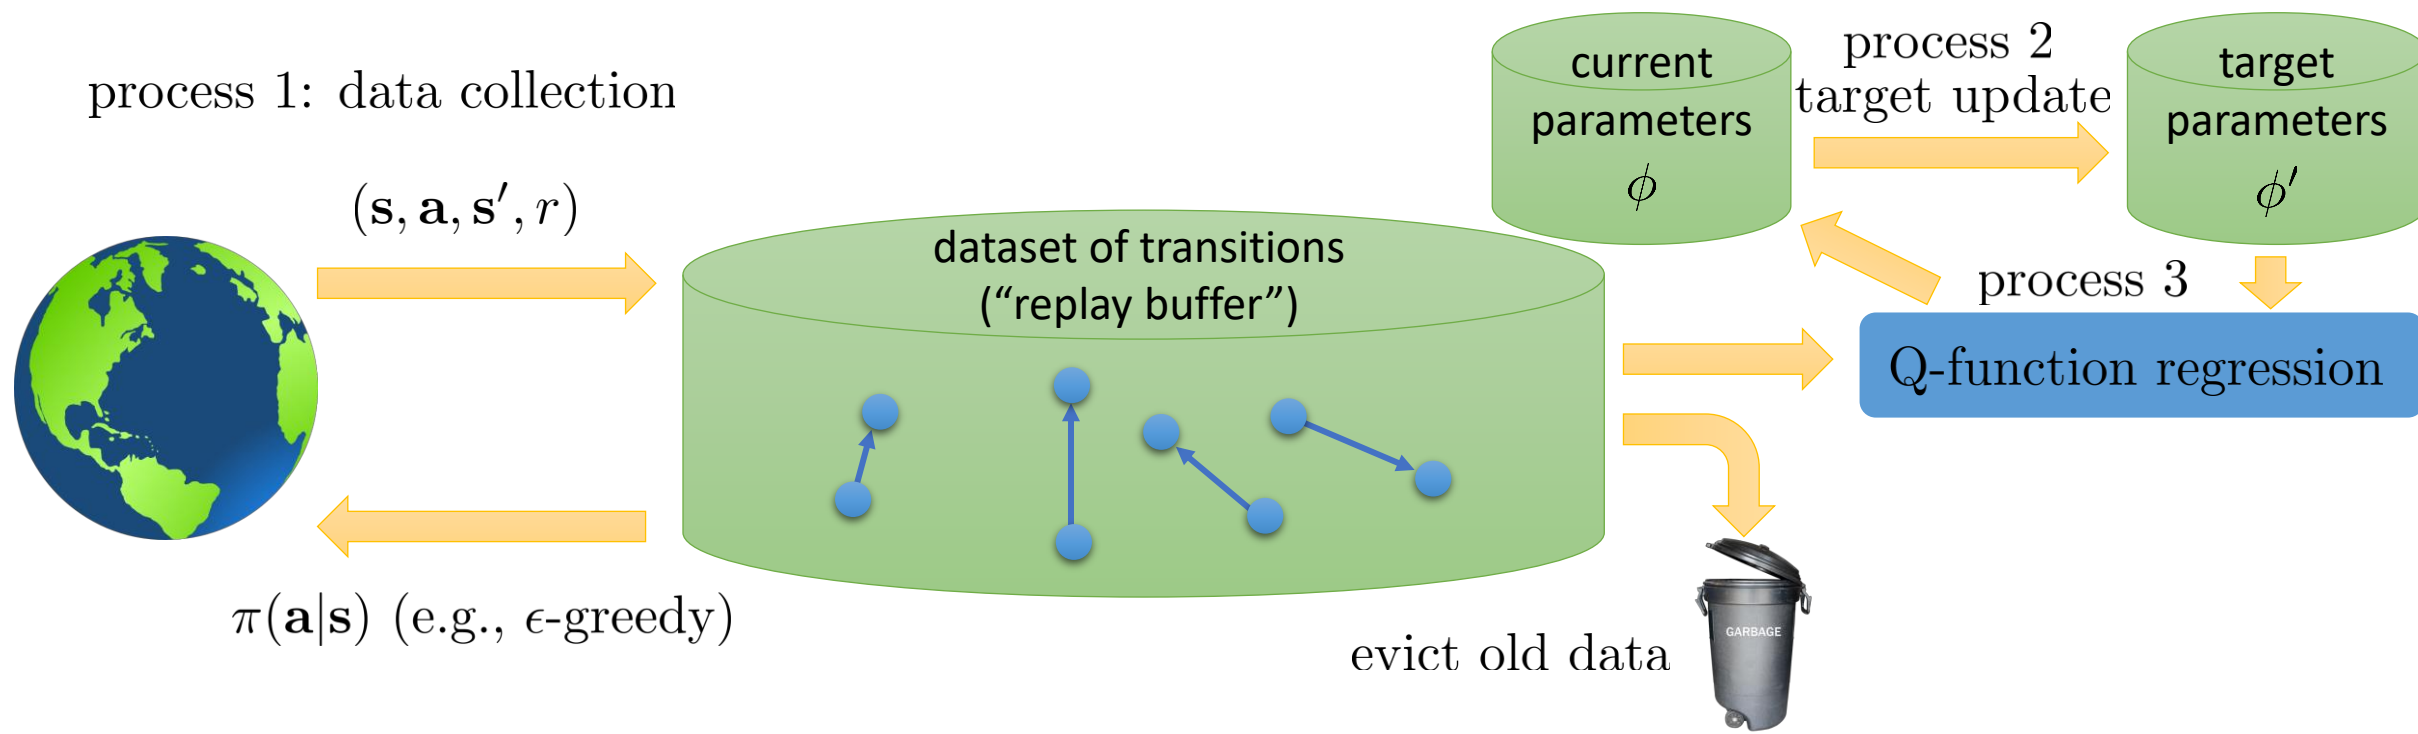 process 1: data collection
(s, a, s′, r)
π(a|s) (e.g., ϵ-greedy)
dataset of transitions
(“replay buffer”)
current
parameters
ϕ
process 2
target update
target
parameters
ϕ′
process 3
Q-function regression
evict old data
GARBAGE